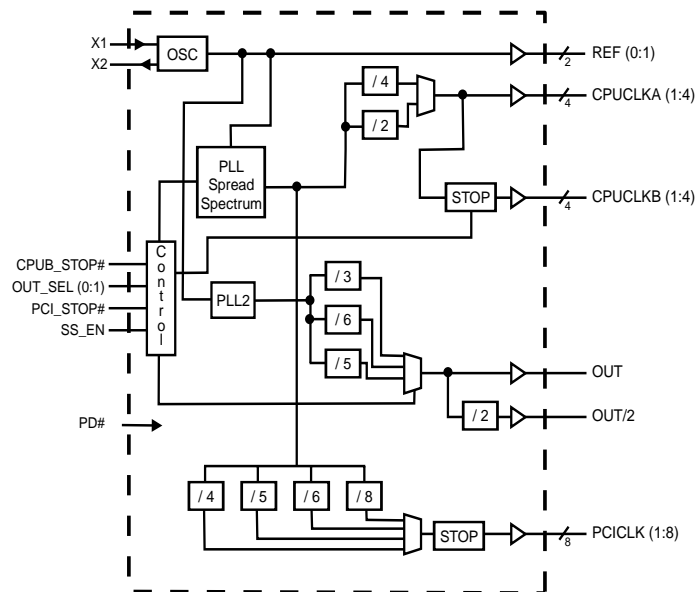 X1
X2
OSC
REF (0:1)
2
/ 4
/ 2
CPUCLKA (1:4)
4
PLL
Spread
Spectrum
STOP
CPUCLKB (1:4)
4
CPUB_STOP#
OUT_SEL (0:1)
PCI_STOP#
SS_EN
Control
PLL2
/ 3
/ 6
/ 5
OUT
/ 2
OUT/2
PD#
/ 4
/ 5
/ 6
/ 8
STOP
PCICLK (1:8)
8